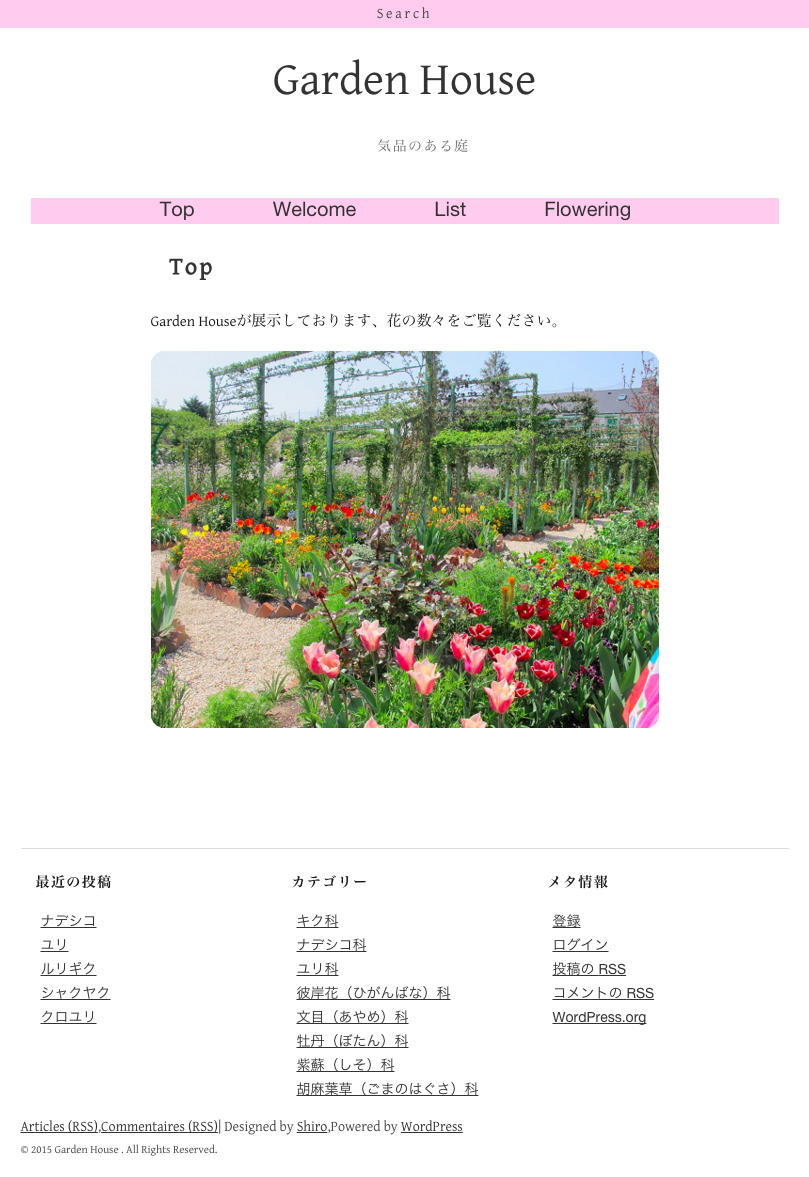 Search
Garden House
気品のある庭
Top Welcome List Flowering
Top
Garden Houseが展示しております、花の数々をご覧ください。
最近の投稿
ナデシコ
ユリ
ルリギク
シャクヤク
クロユリ
カテゴリー
キク科
ナデシコ科
ユリ科
彼岸花（ひがんばな）科
文目（あやめ）科
牡丹（ぼたん）科
紫蘇（しそ）科
胡麻葉草（ごまのはぐさ）科
メタ情報
登録
ログイン
投稿の RSS
コメントの RSS
WordPress.org
Articles (RSS),Commentaires (RSS)| Designed by Shiro,Powered by WordPress
© 2015 Garden House . All Rights Reserved.